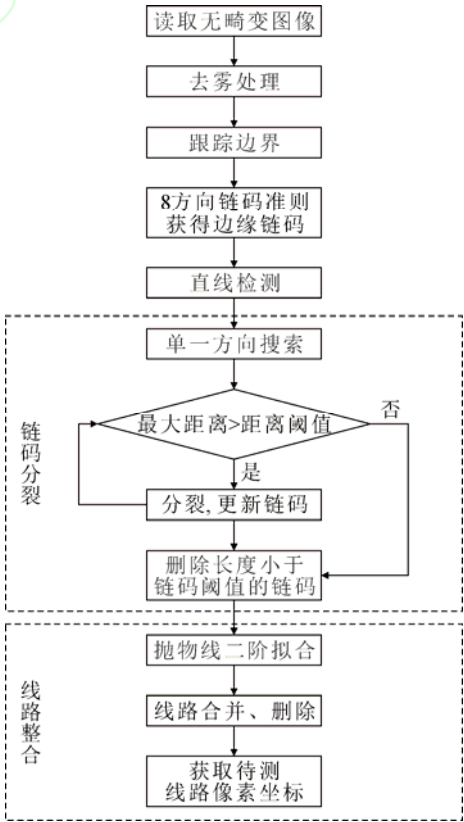 读取无畸变图像
去雾处理
跟踪边界
8方向链码准则
获得边缘链码
直线检测
链码分裂
单一方向搜索
最大距离>距离阈值
否
是
分裂,更新链码
删除长度小于
链码阈值的链码
线路整合
抛物线二阶拟合
线路合并、删除
获取待测
线路像素坐标